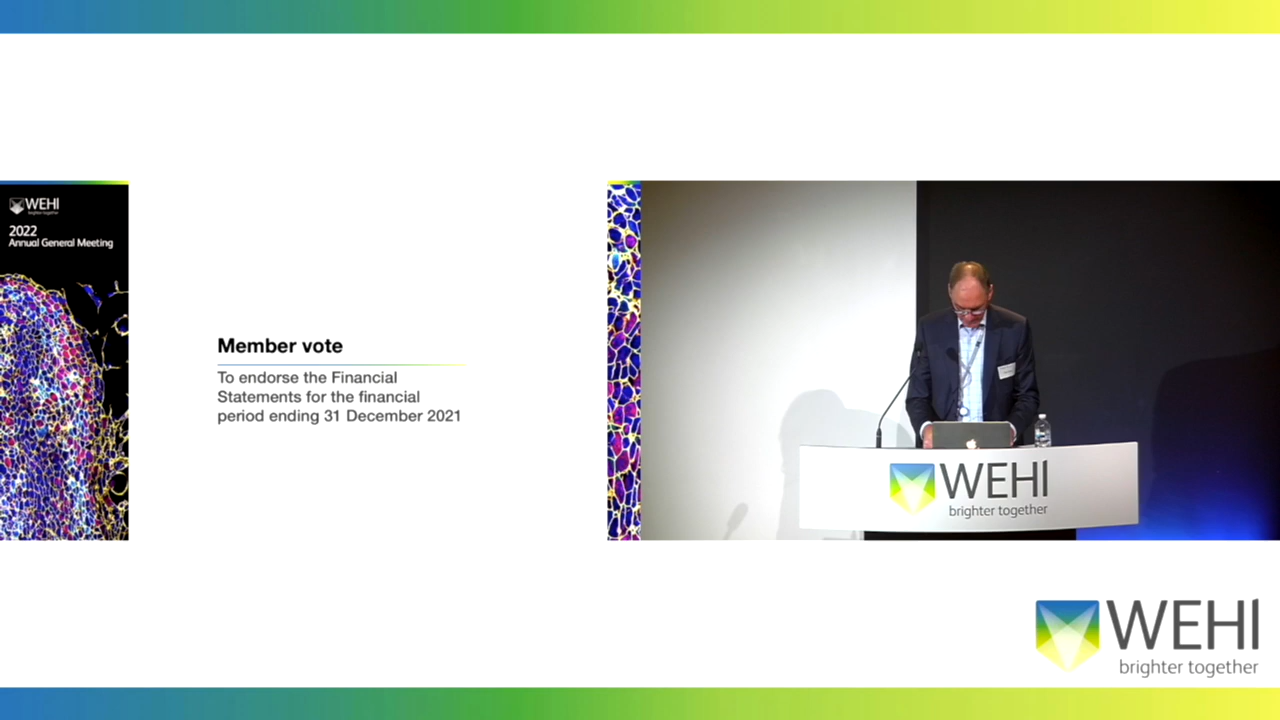 WEHI
brighter together
2022
Annual General Meeting
Member vote
To endorse the Financial
Statements for the financial
period ending 31 December 2021
WEHI
brighter together
WEHI
brighter together